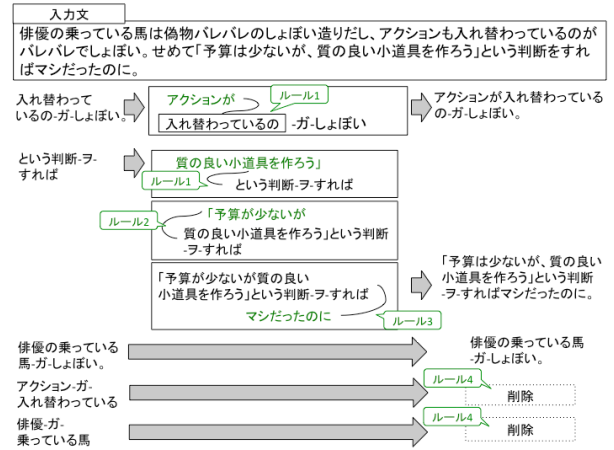 入力文
俳優の乗っている馬は偽物バレバレのしょぼい造りだし、アクションも入れ替わっているのが
バレバレでしょぼい。せめて「予算は少ないが、質の良い小道具を作ろう」という判断をすれ
ばマシだったのに。
入れ替わって
いるの-ガ-しょぼい。
アクションが
ルール1
入れ替わっているの -ガ-しょぼい
アクションが入れ替わっている
の-ガ-しょぼい。
という判断-ヲ-
すれば
質の良い小道具を作ろう」
ルール1
という判断-ヲ-すれば
ルール2
「予算が少ないが
質の良い小道具を作ろう」という判断
-ヲ-すれば
「予算が少ないが質の良い
小道具を作ろう」という判断-ヲ-すれば
マシだったのに
ルール3
「予算は少ないが、質の良い
小道具を作ろう」という判断
-ヲ-すればマシだったのに。
俳優の乗っている
馬-ガ-しょぼい。
俳優の乗っている馬
-ガ-しょぼい。
アクション-ガ-
入れ替わっている
ルール4
削除
俳優-ガ-
乗っている馬
ルール4
削除